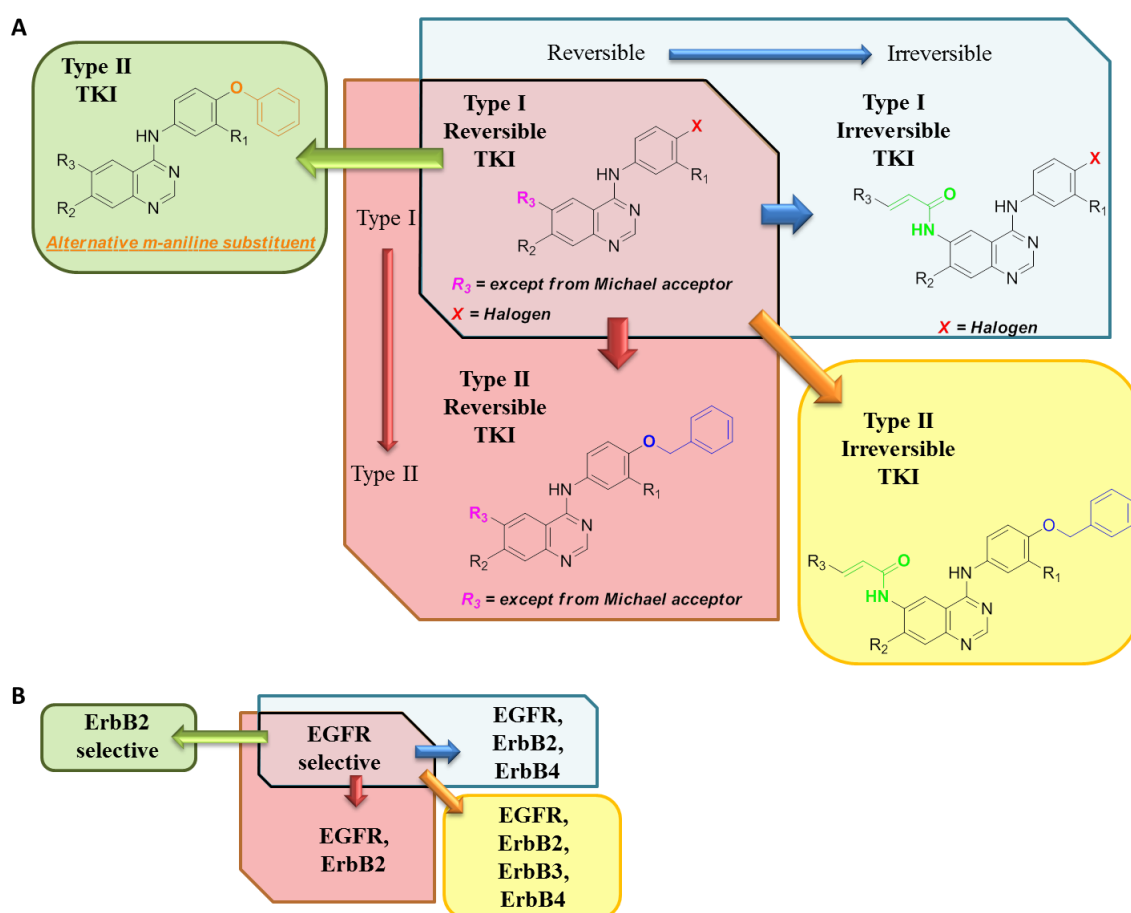 A
Type II
TKI
O
HN
R1
R3
N
R2
N
Alternative m-aniline substituent
Reversible
Irreversible
Type I
Reversible
TKI
X
HN
R1
R3
N
R2
N
R3 = except from Michael acceptor
X = Halogen
Type I
Irreversible
TKI
X
R3
O
HN
R1
HN
N
R2
N
X = Halogen
Type I
Type II
Type II
Reversible
TKI
O
HN
R1
R3
N
R2
N
R3 = except from Michael acceptor
Type II
Irreversible
TKI
O
R3
O
HN
R1
HN
N
R2
N
B
ErbB2
selective
EGFR
selective
EGFR,
ErbB2,
ErbB4
EGFR,
ErbB2
EGFR,
ErbB2,
ErbB3,
ErbB4